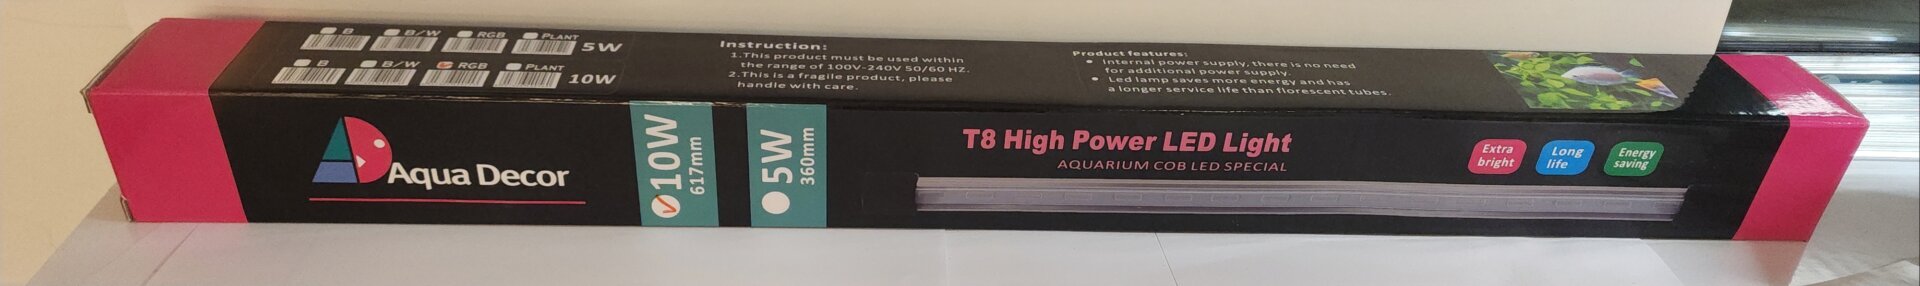 B B/W RGB PLANT 5W
B B/W RGB PLANT 10W
Instruction:
1.This product must be used within
the range of 100V-240V 50/60 HZ.
2.This is a fragile product, please
handle with care.
Product features:
• Internal power supply, there is no need
for additional power supply.
• Led lamp saves more energy and has
a longer service life than florescent tubes.
Aqua Decor
10W
617mm
5W
360mm
T8 High Power LED Light
AQUARIUM COB LED SPECIAL
Extra
bright
Long
life
Energy
saving